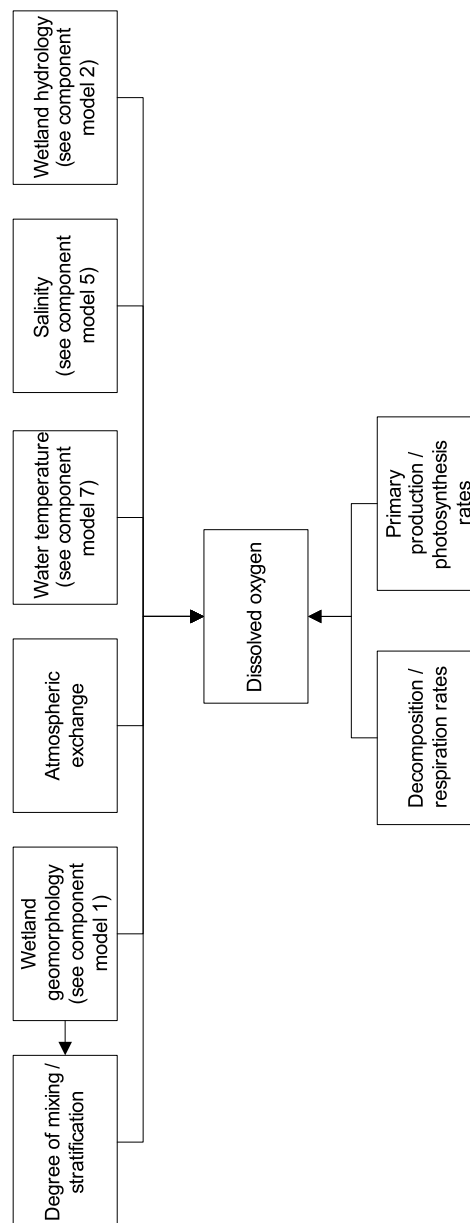 Degree of mixing /
stratification
Wetland
geomorphology
(see component
model 1)
Atmospheric
exchange
Water temperature
(see component
model 7)
Salinity
(see component
model 5)
Wetland hydrology
(see component
model 2)
Dissolved oxygen
Decomposition /
respiration rates
Primary
production /
photosynthesis
rates